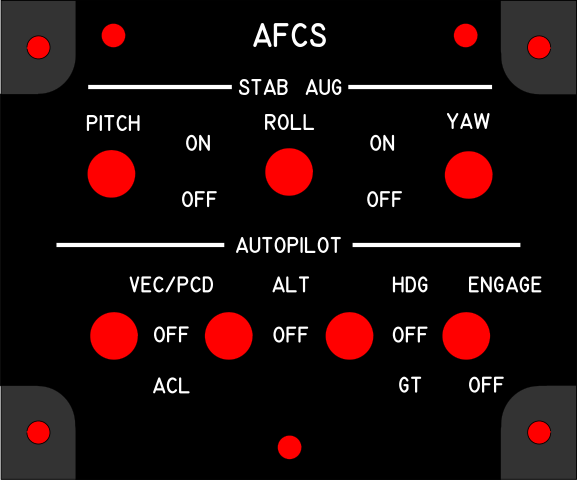 AFCS
STAB AUG
PITCH ROLL YAW
ON ON
OFF OFF
AUTOPILOT
VEC/PCD ALT HDG ENGAGE
OFF OFF OFF
ACL GT OFF